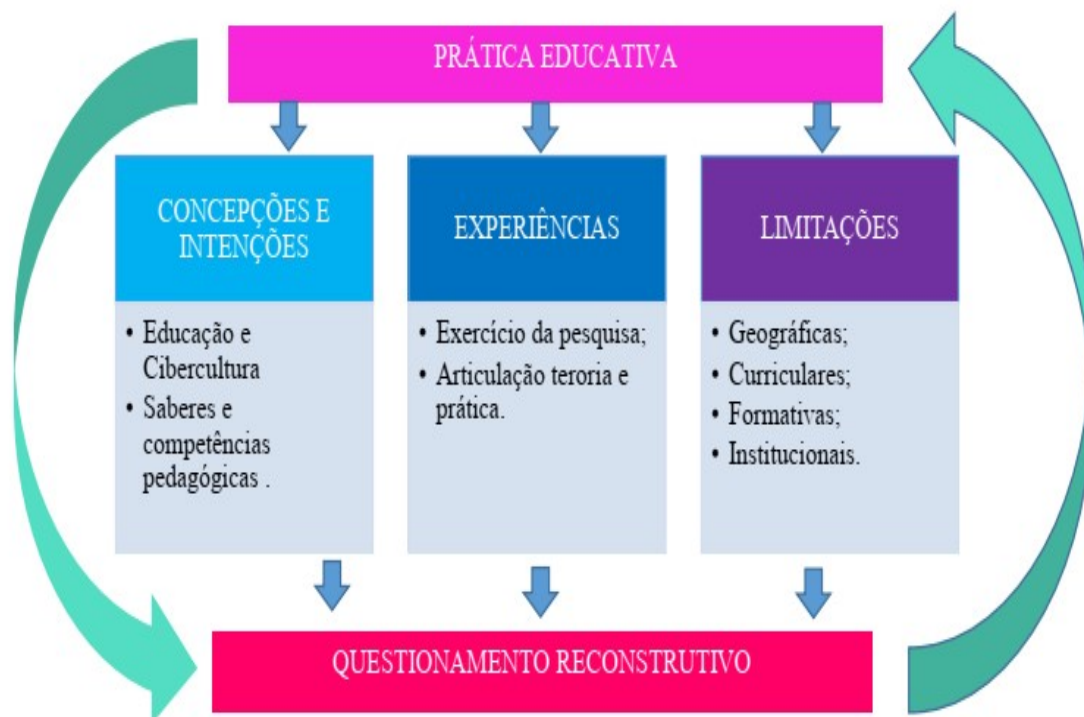 PRÁTICA EDUCATIVA
CONCEPÇÕES E
INTENÇÕES
• Educação e
Cibercultura
• Saberes e
competências
pedagógicas .
EXPERIÊNCIAS
• Exercício da pesquisa;
• Articulação teroria e
prática.
LIMITAÇÕES
• Geográficas;
• Curriculares;
• Formativas;
• Institucionais.
QUESTIONAMENTO RECONSTRUTIVO